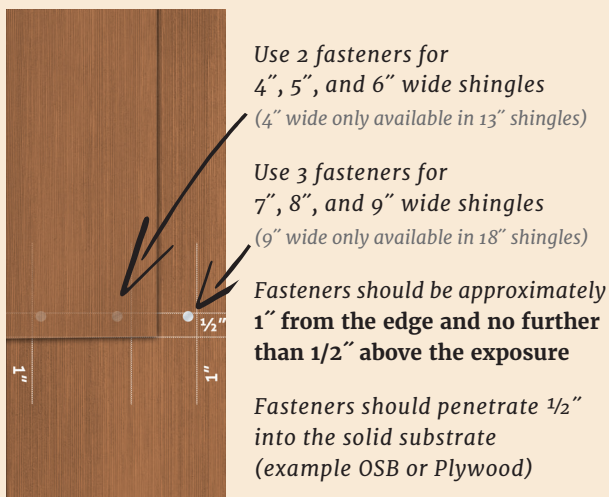 Use 2 fasteners for
4″, 5″, and 6″ wide shingles
(4″ wide only available in 13″ shingles)
Use 3 fasteners for
7″, 8″, and 9″ wide shingles
(9″ wide only available in 18″ shingles)
Fasteners should be approximately
1″ from the edge and no further
than 1/2″ above the exposure
Fasteners should penetrate ½″
into the solid substrate
(example OSB or Plywood)
½″
1″
1″